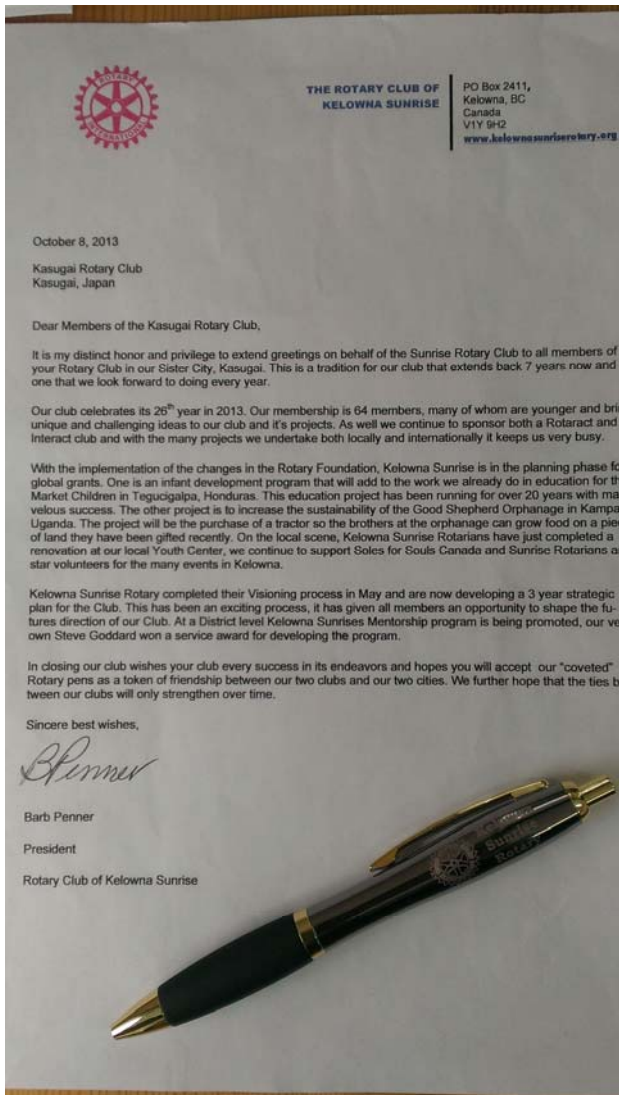 ROTARY
INTERNATIONAL
THE ROTARY CLUB OF
KELOWNA SUNRISE
PO Box 2411,
Kelowna, BC
Canada
V1Y 9H2
www.kelownasunriserotary.org
October 8, 2013
Kasugai Rotary Club
Kasugai, Japan
Dear Members of the Kasugai Rotary Club,
It is my distinct honor and privilege to extend greetings on behalf of the Sunrise Rotary Club to all members of
your Rotary Club in our Sister City, Kasugai. This is a tradition for our club that extends back 7 years now and
one that we look forward to doing every year.
Our club celebrates its 26th year in 2013. Our membership is 64 members, many of whom are younger and bri
unique and challenging ideas to our club and it's projects. As well we continue to sponsor both a Rotaract and
Interact club and with the many projects we undertake both locally and internationally it keeps us very busy.
With the implementation of the changes in the Rotary Foundation, Kelowna Sunrise is in the planning phase fo
global grants. One is an infant development program that will add to the work we already do in education for th
Market Children in Tegucigalpa, Honduras. This education project has been running for over 20 years with ma
velous success. The other project is to increase the sustainability of the Good Shepherd Orphanage in Kampa
Uganda. The project will be the purchase of a tractor so the brothers at the orphanage can grow food on a pie
of land they have been gifted recently. On the local scene, Kelowna Sunrise Rotarians have just completed a
renovation at our local Youth Center, we continue to support Soles for Souls Canada and Sunrise Rotarians a
star volunteers for the many events in Kelowna.
Kelowna Sunrise Rotary completed their Visioning process in May and are now developing a 3 year strategic
plan for the Club. This has been an exciting process, it has given all members an opportunity to shape the fu-
tures direction of our Club. At a District level Kelowna Sunrises Mentorship program is being promoted, our ve
own Steve Goddard won a service award for developing the program.
In closing our club wishes your club every success in its endeavors and hopes you will accept our "coveted"
Rotary pens as a token of friendship between our two clubs and our two cities. We further hope that the ties b
tween our clubs will only strengthen over time.
Sincere best wishes,
BPenner
Barb Penner
President
Rotary Club of Kelowna Sunrise
Kelowna
Sunrise
Rotary